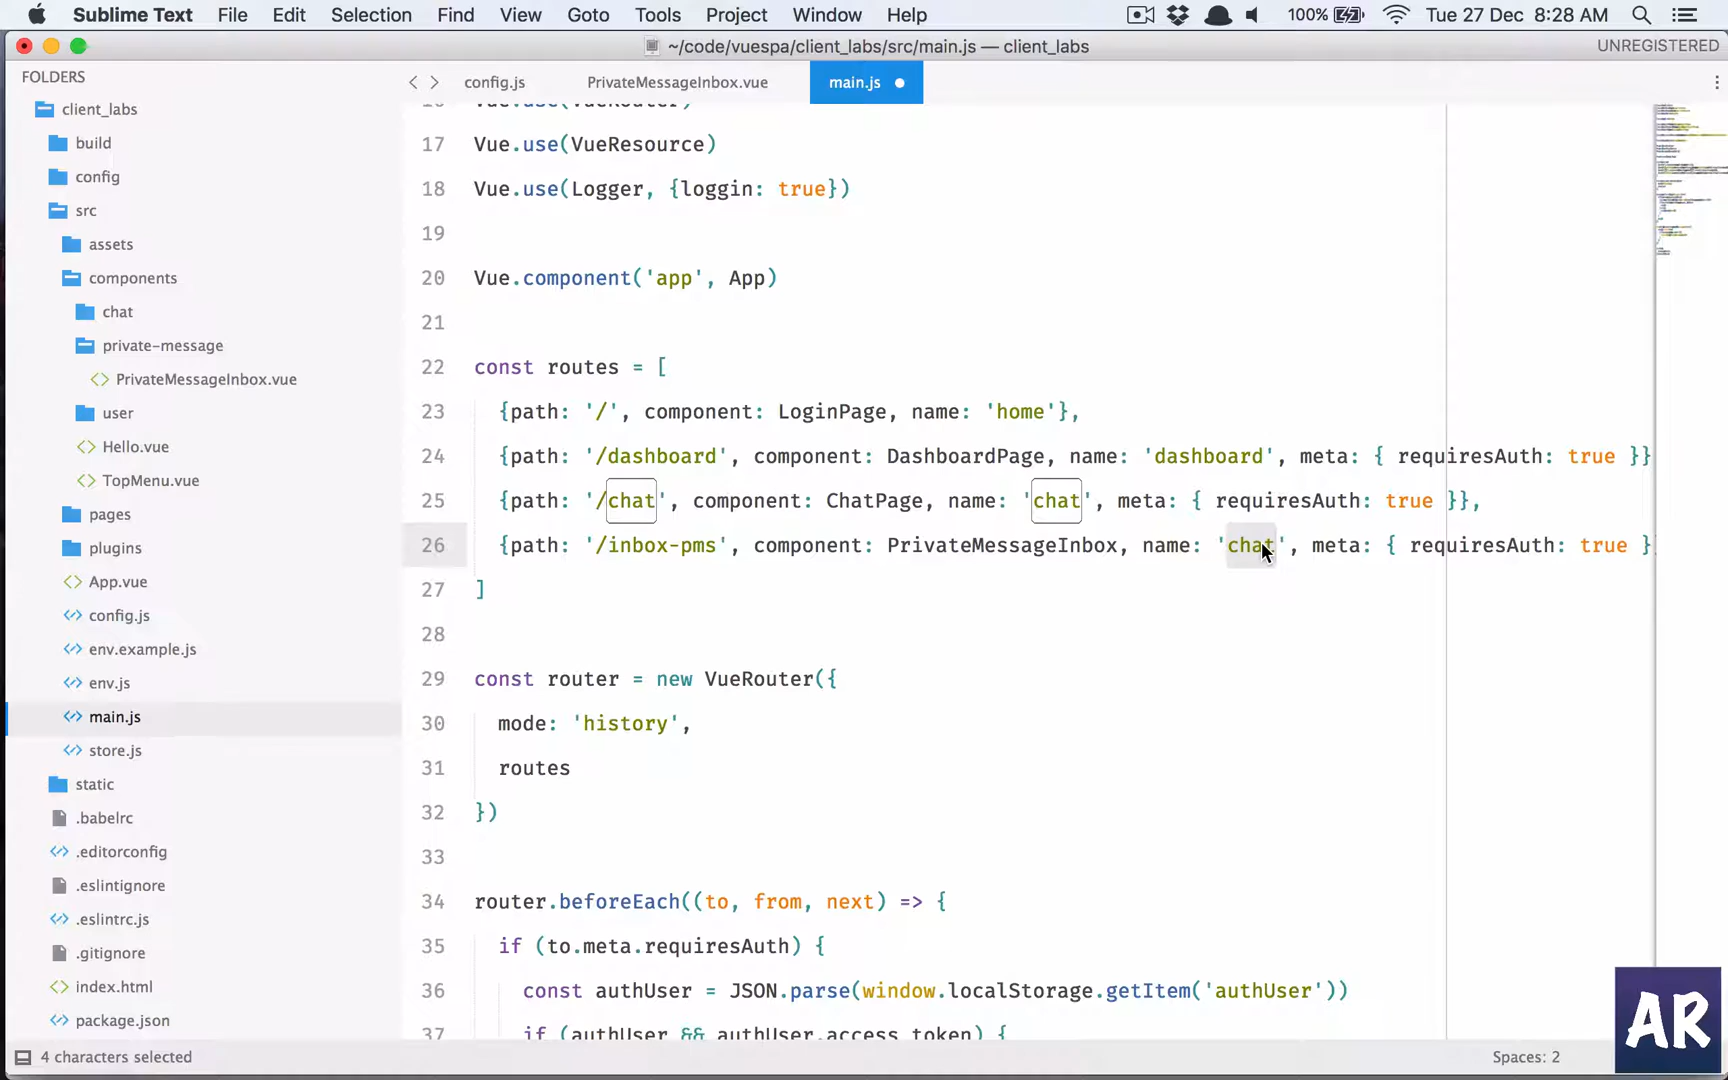 Sublime Text File Edit Selection Find View Goto Tools Project Window Help 100% Tue 27 Dec 8:28 AM
~/code/vuespa/client_labs/src/main.js — client_labs UNREGISTERED
FOLDERS
client_labs
build
config
src
assets
components
chat
private-message
PrivateMessageInbox.vue
user
Hello.vue
TopMenu.vue
pages
plugins
App.vue
config.js
env.example.js
env.js
main.js
store.js
static
.babelrc
.editorconfig
.eslintignore
.eslintrc.js
.gitignore
index.html
package.json
config.js PrivateMessageInbox.vue main.js
16 Vue.use(VueRouter)
17 Vue.use(VueResource)
18 Vue.use(Logger, {loggin: true})
19
20 Vue.component('app', App)
21
22 const routes = [
23 {path: '/', component: LoginPage, name: 'home'},
24 {path: '/dashboard', component: DashboardPage, name: 'dashboard', meta: { requiresAuth: true }}
25 {path: '/chat', component: ChatPage, name: 'chat', meta: { requiresAuth: true }},
26 {path: '/inbox-pms', component: PrivateMessageInbox, name: 'chat', meta: { requiresAuth: true }
27 ]
28
29 const router = new VueRouter({
30 mode: 'history',
31 routes
32 })
33
34 router.beforeEach((to, from, next) => {
35 if (to.meta.requiresAuth) {
36 const authUser = JSON.parse(window.localStorage.getItem('authUser'))
37 if (authUser && authUser.access_token) {
4 characters selected Spaces: 2
AR